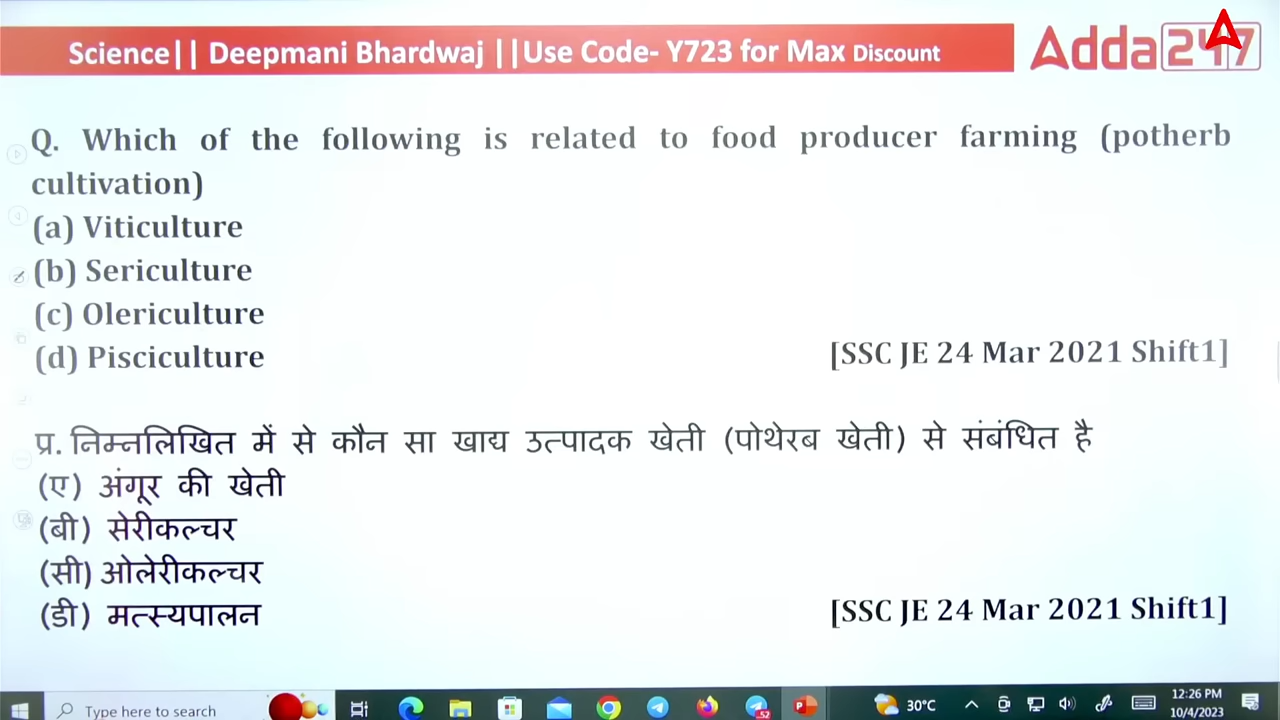 Science|| Deepmani Bhardwaj ||Use Code- Y723 for Max Discount
Adda247
Q. Which of the following is related to food producer farming (potherb
cultivation)
(a) Viticulture
(b) Sericulture
(c) Olericulture
(d) Pisciculture
[SSC JE 24 Mar 2021 Shift1]
प्र. निम्नलिखित में से कौन सा खाद्य उत्पादक खेती (पोथेरब खेती) से संबंधित है
(ए) अंगूर की खेती
(बी) सेरीकल्चर
(सी) ओलेरीकल्चर
(डी) मत्स्यपालन
[SSC JE 24 Mar 2021 Shift1]
Type here to search
52
30°C
12:26 PM
10/4/2023